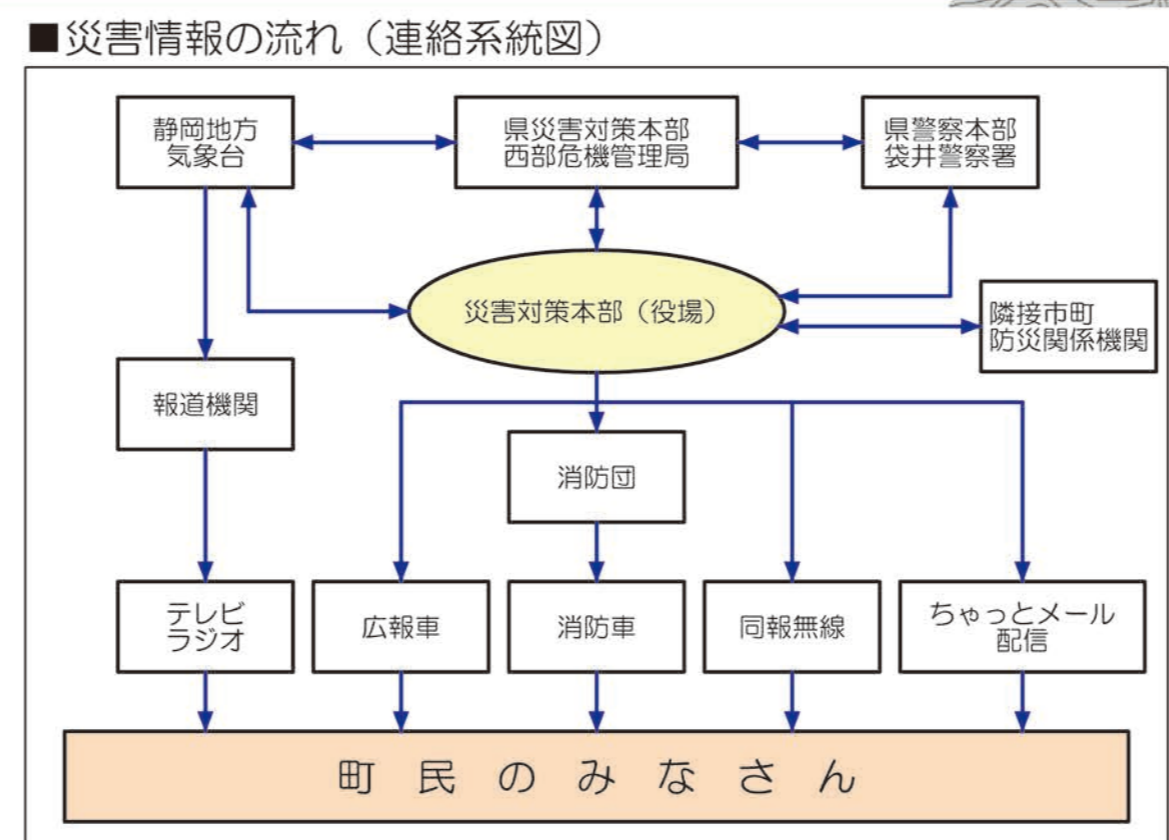 ■災害情報の流れ（連絡系統図）
静岡地方
気象台
県災害対策本部
西部危機管理局
県警察本部
袋井警察署
災害対策本部（役場）
隣接市町
防災関係機関
報道機関
消防団
テレビ
ラジオ
広報車
消防車
同報無線
ちゃっとメール
配信
町民のみなさん